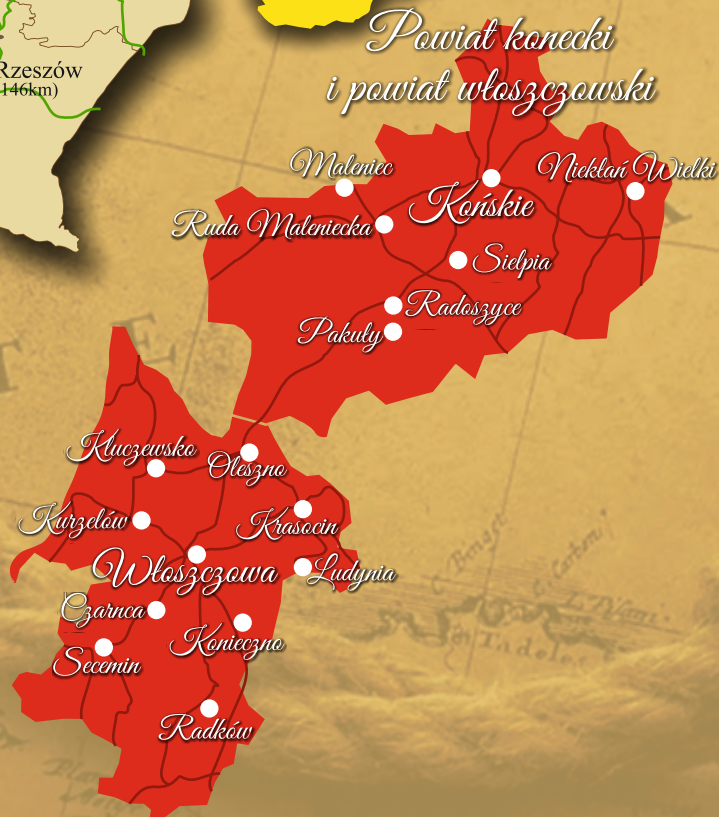 Powiat konecki
i powiat włoszczowski
Rzeszów
146km)
Maleniec
Niekłań Wielki
Końskie
Ruda Maleniecka
Sielpia
Radoszyce
Pakuły
Kluczewsko
Oleszno
Kurzelów
Krasocin
Włoszczowa
Ludynia
Czarnca
Konieczno
Secemin
Radków